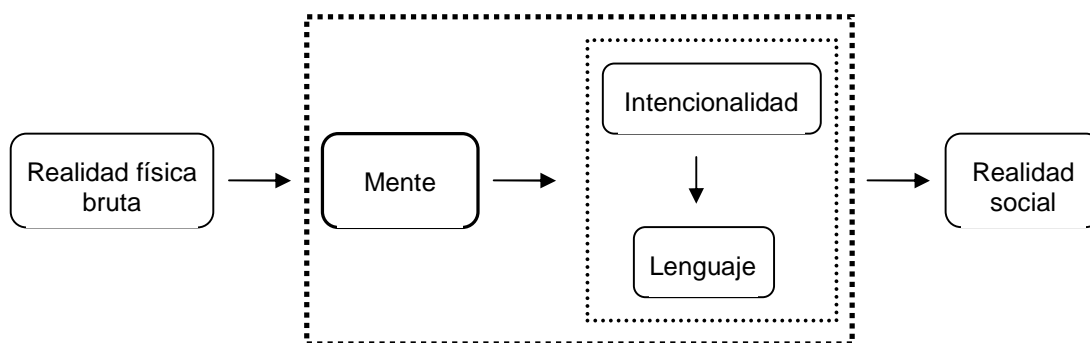 Realidad física
bruta
Mente
Intencionalidad
Lenguaje
Realidad
social